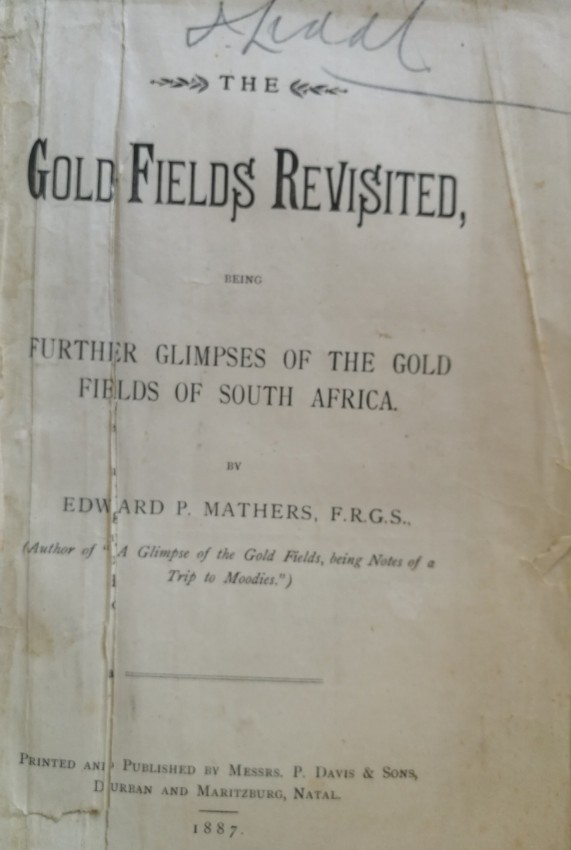 THE
GOLD FIELDS REVISITED,
BEING
FURTHER GLIMPSES OF THE GOLD
FIELDS OF SOUTH AFRICA.
BY
EDWARD P. MATHERS, F.R.G.S.,
(Author of "A Glimpse of the Gold Fields, being Notes of a
Trip to Moodies.")
PRINTED AND PUBLISHED BY MESSRS. P. DAVIS & SONS,
DURBAN AND MARITZBURG, NATAL.
1887.